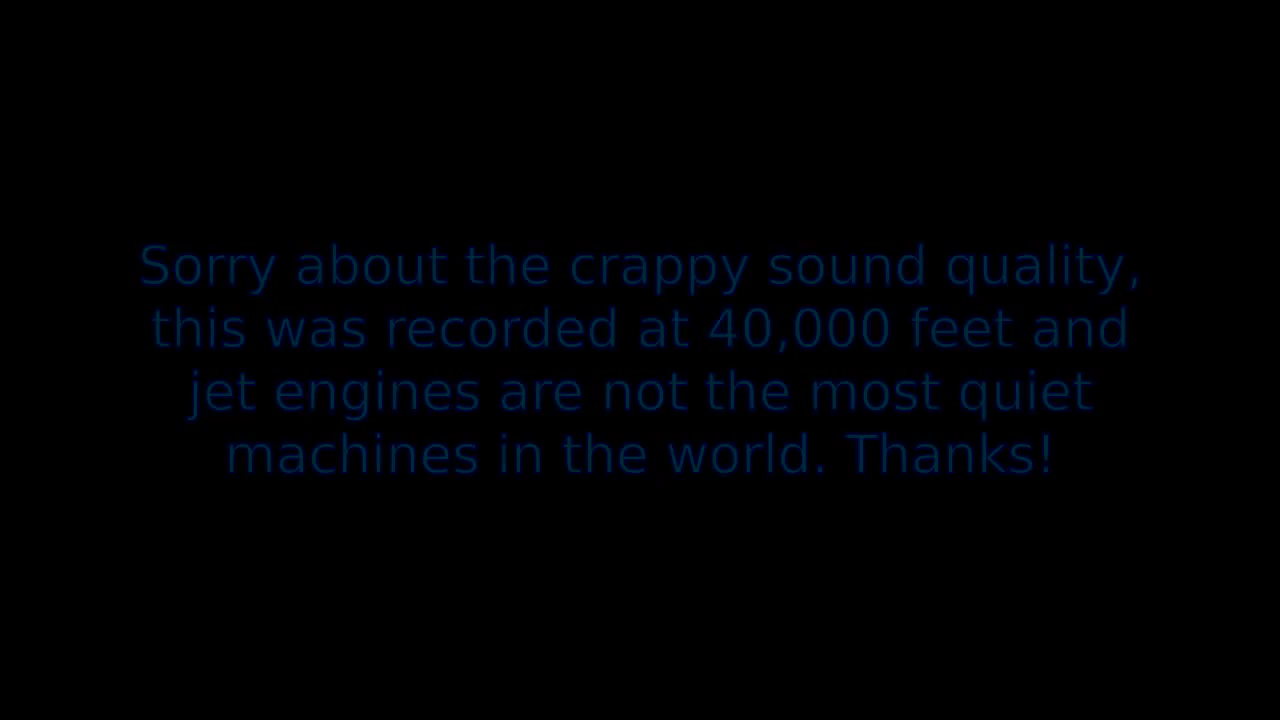 Sorry about the crappy sound quality,
this was recorded at 40,000 feet and
jet engines are not the most quiet
machines in the world. Thanks!